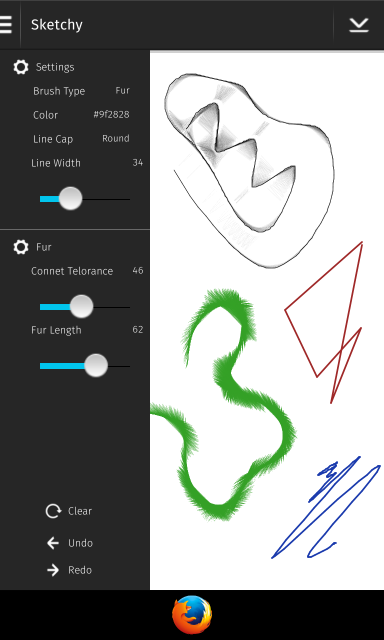 Sketchy
Settings
Brush Type Fur
Color #9f2828
Line Cap Round
Line Width 34
Fur
Connet Telorance 46
Fur Length 62
Clear
Undo
Redo